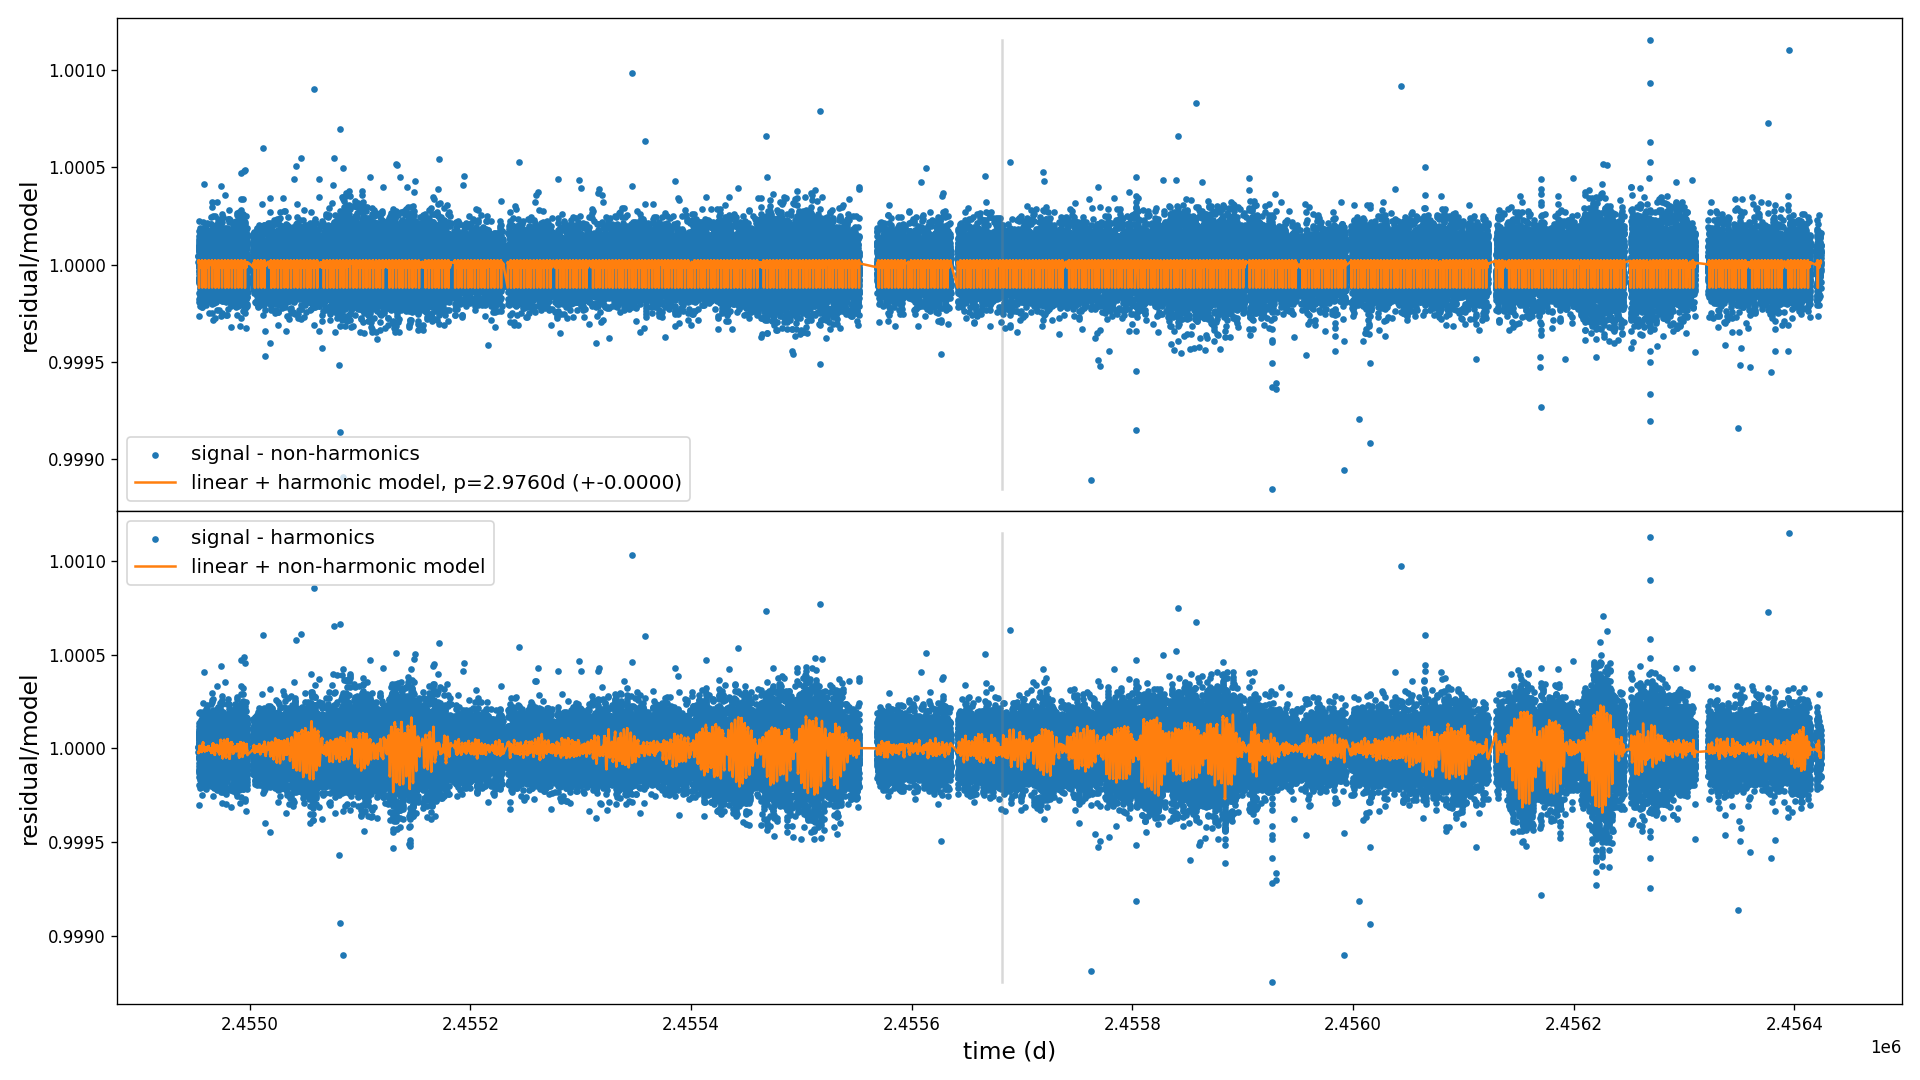 residual/model
1.0010
1.0005
1.0000
0.9995
0.9990
signal - non-harmonics
linear + harmonic model, p=2.9760d (+-0.0000)
residual/model
1.0010
1.0005
1.0000
0.9995
0.9990
signal - harmonics
linear + non-harmonic model
2.4550 2.4552 2.4554 2.4556 2.4558 2.4560 2.4562 2.4564
time (d)
1e6